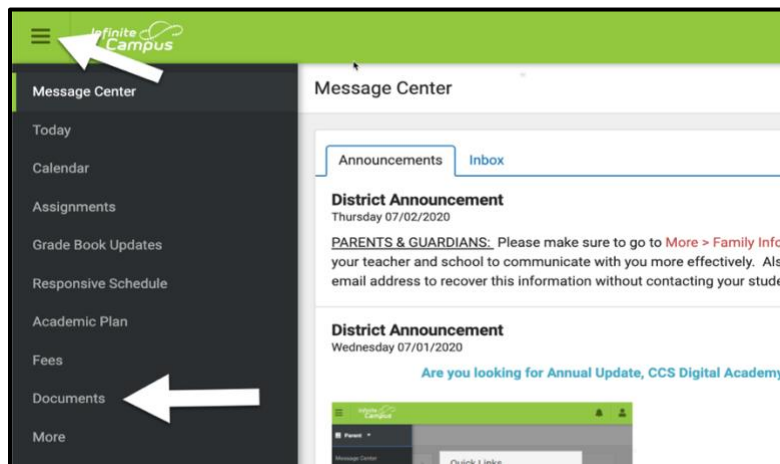 Infinite
Campus
Message Center
Today
Calendar
Assignments
Grade Book Updates
Responsive Schedule
Academic Plan
Fees
Documents
More
Message Center
Announcements
Inbox
District Announcement
Thursday 07/02/2020
PARENTS & GUARDIANS: Please make sure to go to More > Family Info
your teacher and school to communicate with you more effectively. Als
email address to recover this information without contacting your stude
District Announcement
Wednesday 07/01/2020
Are you looking for Annual Update, CCS Digital Academy
Infinite
Campus
Parent
Message Center
Quick Links